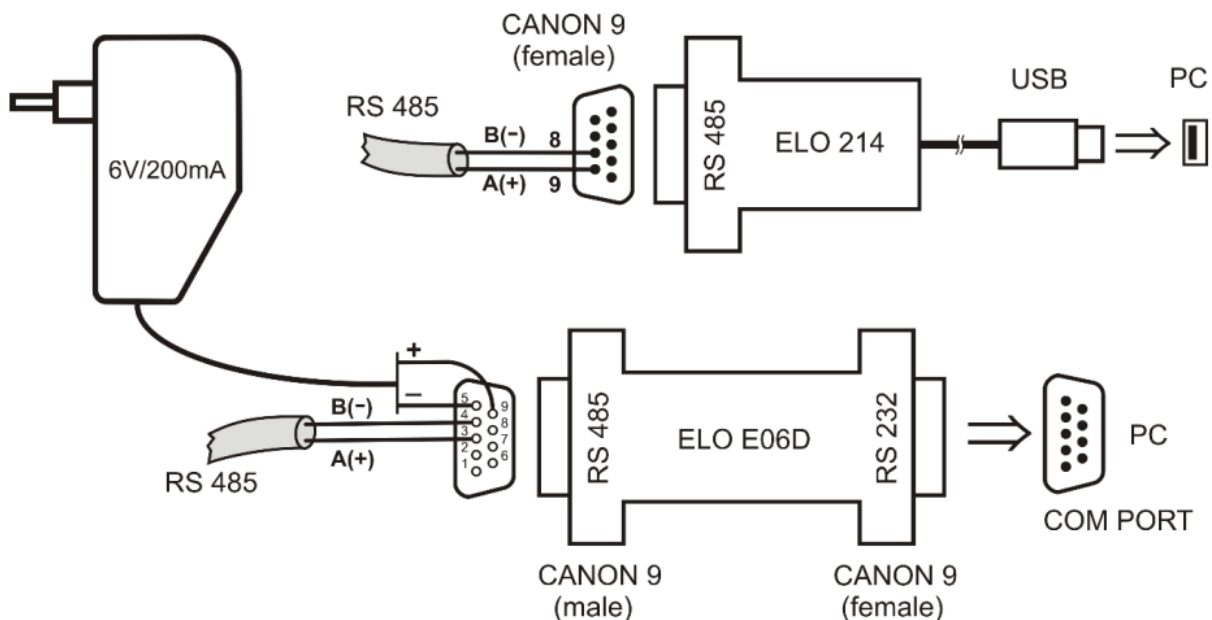 CANON 9
(female)
RS 485
B(−) 8
A(+) 9
RS 485
ELO 214
USB
PC
6V/200mA
+
−
B(−)
A(+)
RS 485
5
4
3
2
1
9
8
7
6
RS 485
ELO E06D
RS 232
PC
COM PORT
CANON 9
(male)
CANON 9
(female)